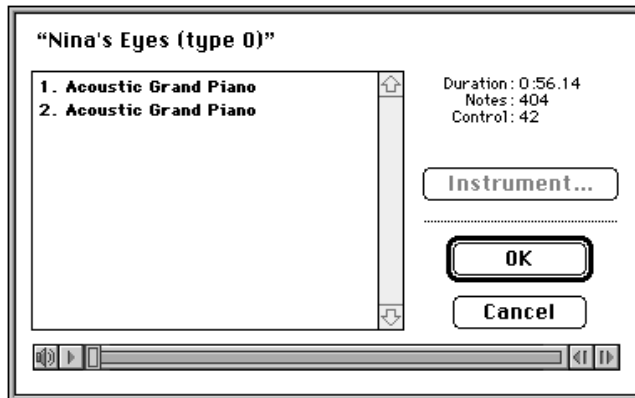 “Nina's Eyes (type 0)”
1. Acoustic Grand Piano
2. Acoustic Grand Piano
Duration: 0:56.14
Notes: 404
Control: 42
Instrument...
OK
Cancel